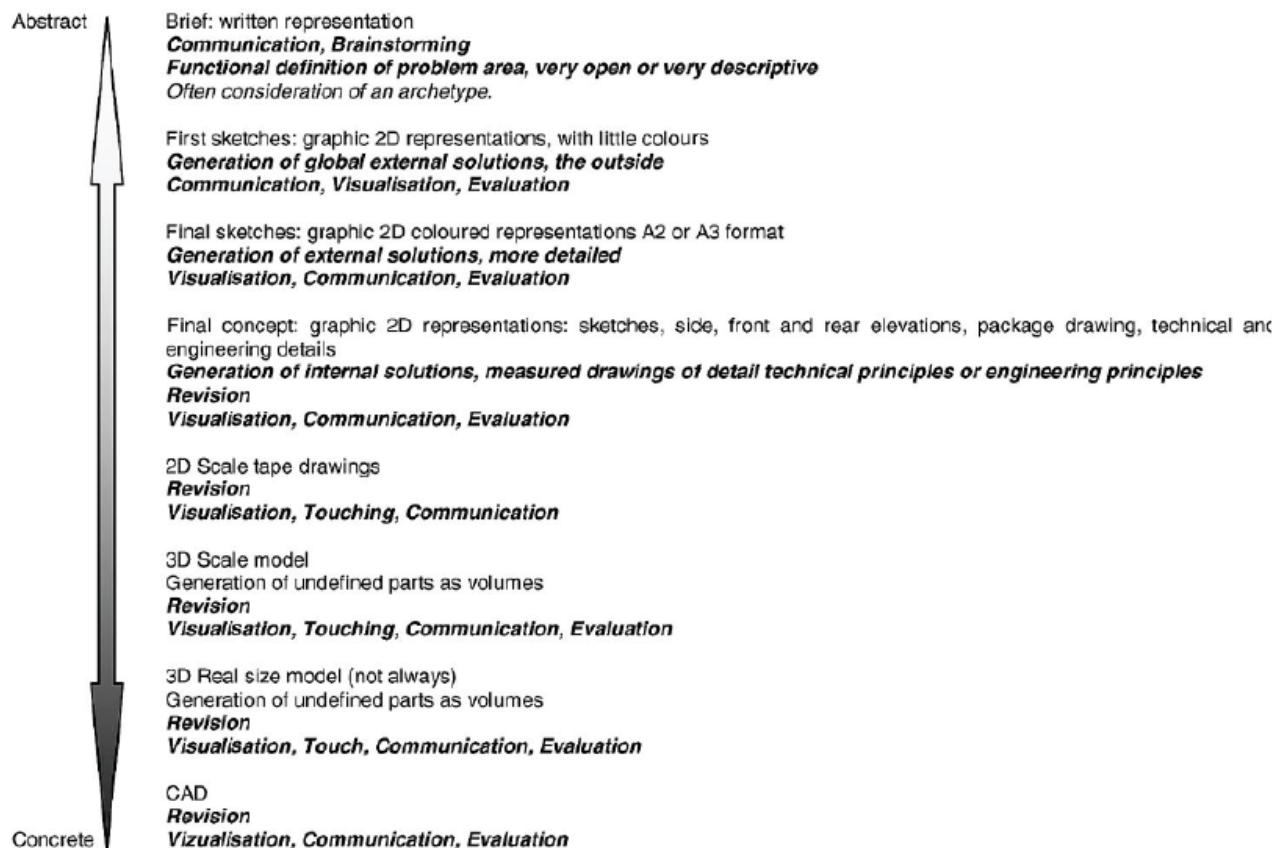 Abstract
Brief: written representation
Communication, Brainstorming
Functional definition of problem area, very open or very descriptive
Often consideration of an archetype.
First sketches: graphic 2D representations, with little colours
Generation of global external solutions, the outside
Communication, Visualisation, Evaluation
Final sketches: graphic 2D coloured representations A2 or A3 format
Generation of external solutions, more detailed
Visualisation, Communication, Evaluation
Final concept: graphic 2D representations: sketches, side, front and rear elevations, package drawing, technical and
engineering details
Generation of internal solutions, measured drawings of detail technical principles or engineering principles
Revision
Visualisation, Communication, Evaluation
2D Scale tape drawings
Revision
Visualisation, Touching, Communication
3D Scale model
Generation of undefined parts as volumes
Revision
Visualisation, Touching, Communication, Evaluation
3D Real size model (not always)
Generation of undefined parts as volumes
Revision
Visualisation, Touch, Communication, Evaluation
CAD
Revision
Concrete
Vizualisation, Communication, Evaluation